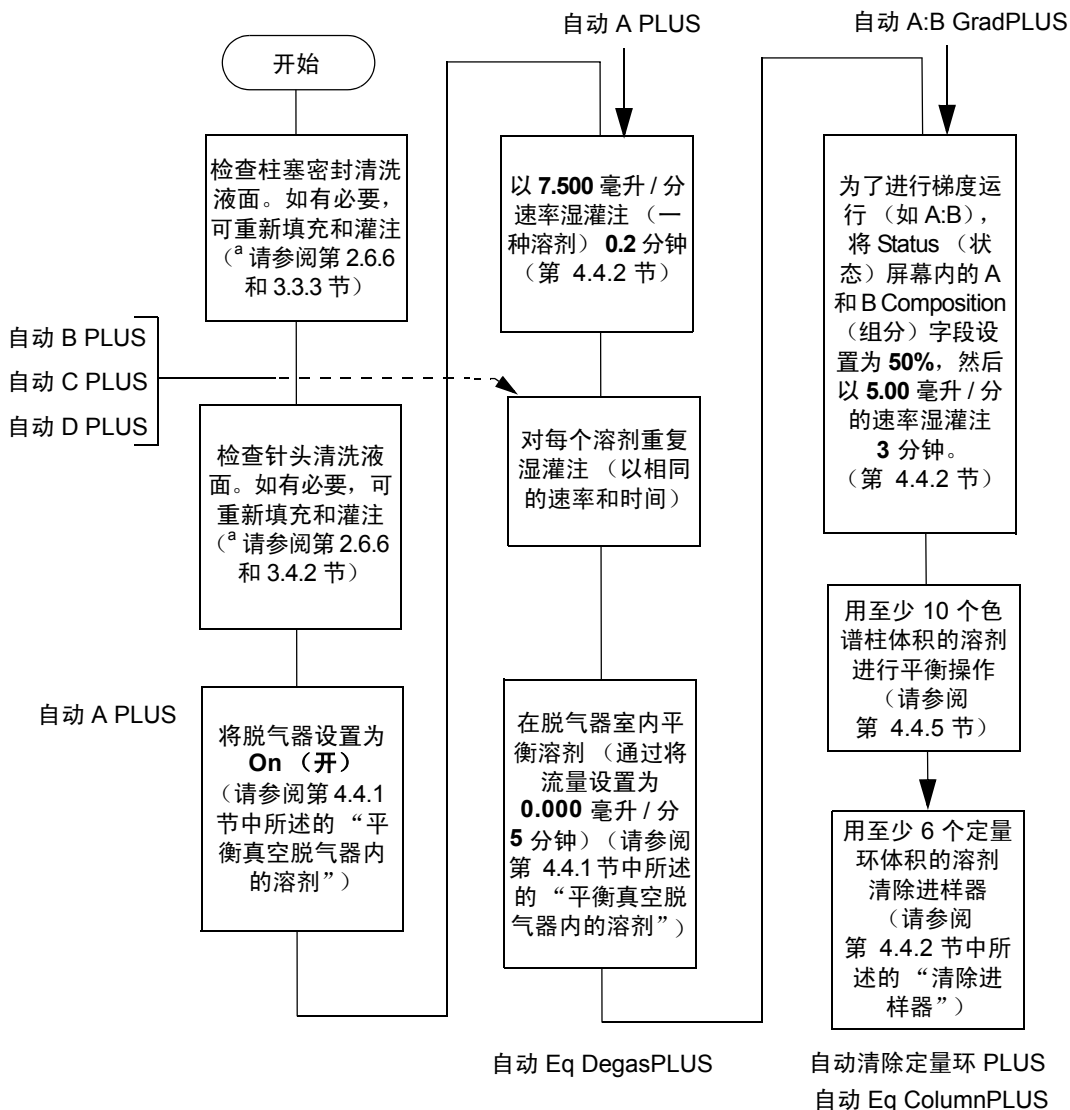 开始
检查柱塞密封清洗
液面。如有必要,
可重新填充和灌注
(a 请参阅第 2.6.6
和 3.3.3 节)
自动 B PLUS
自动 C PLUS
自动 D PLUS
检查针头清洗液
面。如有必要,可
重新填充和灌注
(a 请参阅第 2.6.6
和 3.4.2 节)
自动 A PLUS
将脱气器设置为
On (开)
(请参阅第 4.4.1
节中所述的 “平
衡真空脱气器内
的溶剂”)
自动 A PLUS
以 7.500 毫升 / 分
速率湿灌注 (一
种溶剂) 0.2 分钟
(第 4.4.2 节)
对每个溶剂重复
湿灌注 (以相同
的速率和时间)
在脱气器室内平
衡溶剂 (通过将
流量设置为
0.000 毫升 / 分
5 分钟)(请参阅
第 4.4.1 节中所述
的 “平衡真空脱
气器内的溶剂”)
自动 Eq DegasPLUS
自动 A:B GradPLUS
为了进行梯度运
行 (如 A:B),
将 Status (状
态)屏幕内的 A
和 B Composition
(组分)字段设
置为 50%,然后
以 5.00 毫升 / 分
的速率湿灌注
3 分钟。
(第 4.4.2 节)
用至少 10 个色
谱柱体积的溶剂
进行平衡操作
(请参阅
第 4.4.5 节)
用至少 6 个定量
环体积的溶剂
清除进样器
(请参阅
第 4.4.2 节中所
述的 “清除进
样器”)
自动清除定量环 PLUS
自动 Eq ColumnPLUS